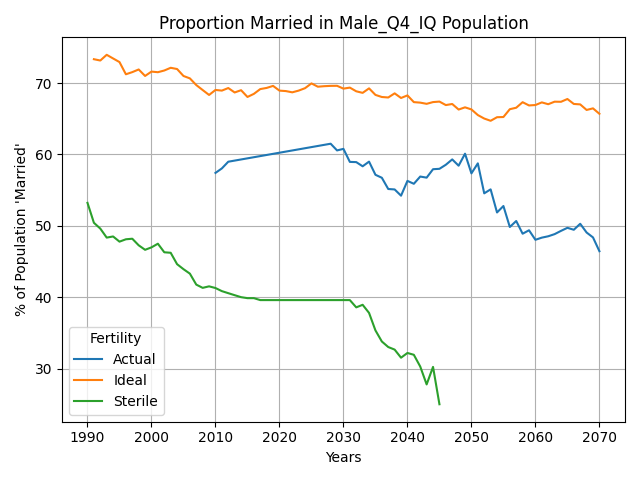 Proportion Married in Male_Q4_IQ Population
% of Population 'Married'
70
60
50
40
30
Fertility
Actual
Ideal
Sterile
1990 2000 2010 2020 2030 2040 2050 2060 2070
Years